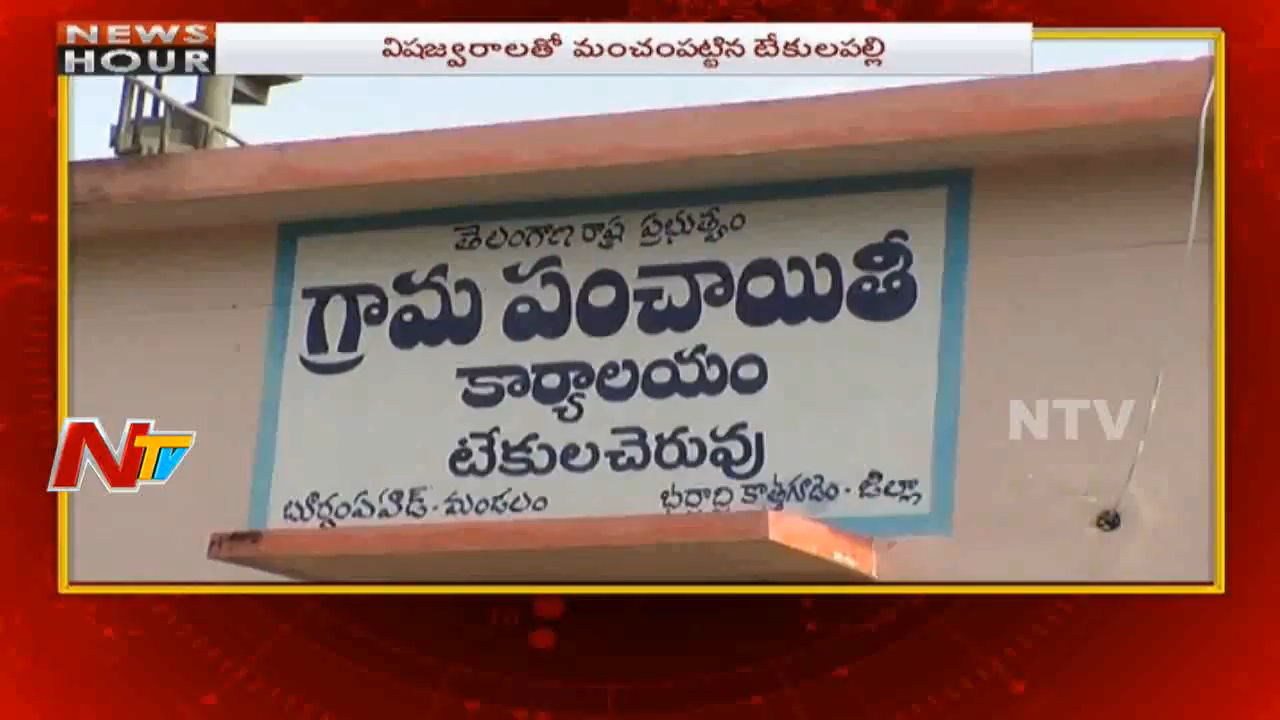 NEWS
HOUR
విషజ్వరాలతో మంచంపట్టిన టేకులపల్లి
తెలంగాణ రాష్ట్ర ప్రభుత్వం
గ్రామ పంచాయితీ
కార్యాలయం
టేకులచెరువు
బూర్గంపహాడ్ - మండలం భద్రాద్రి కొత్తగూడెం - జిల్లా
NTV
NTV